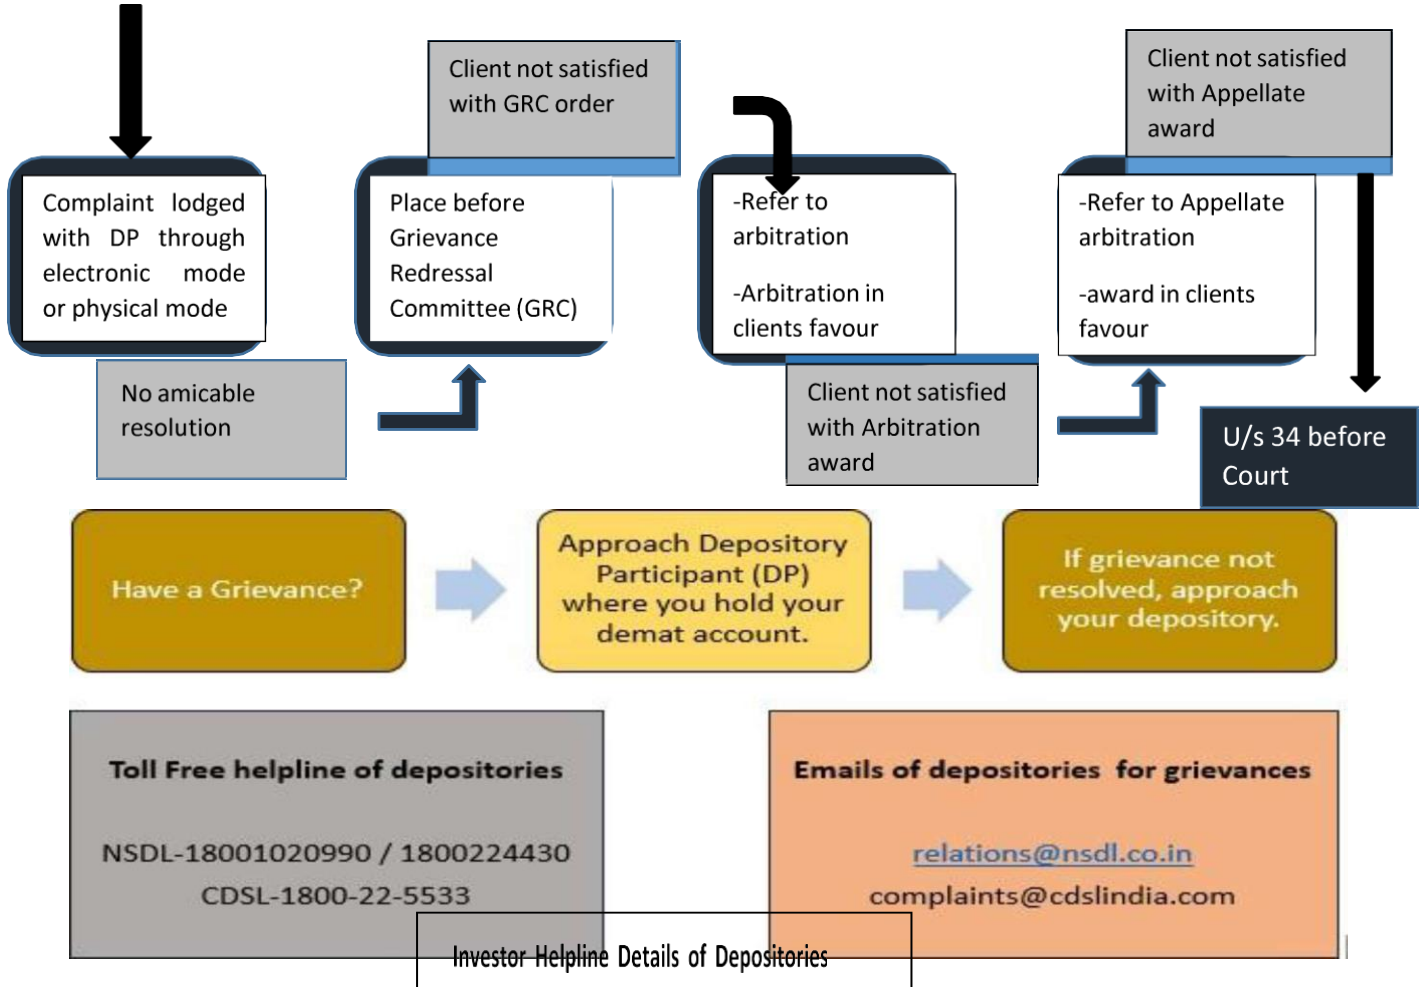 Client not satisfied
with GRC order
Client not satisfied
with Appellate
award
Complaint lodged
with DP through
electronic mode
or physical mode
Place before
Grievance
Redressal
Committee (GRC)
-Refer to
arbitration
-Arbitration in
clients favour
-Refer to Appellate
arbitration
-award in clients
favour
No amicable
resolution
Client not satisfied
with Arbitration
award
U/s 34 before
Court
Have a Grievance?
Approach Depository
Participant (DP)
where you hold your
demat account.
If grievance not
resolved, approach
your depository.
Toll Free helpline of depositories
NSDL-18001020990 / 1800224430
CDSL-1800-22-5533
Emails of depositories for grievances
relations@nsdl.co.in
complaints@cdslindia.com
Investor Helpline Details of Depositories